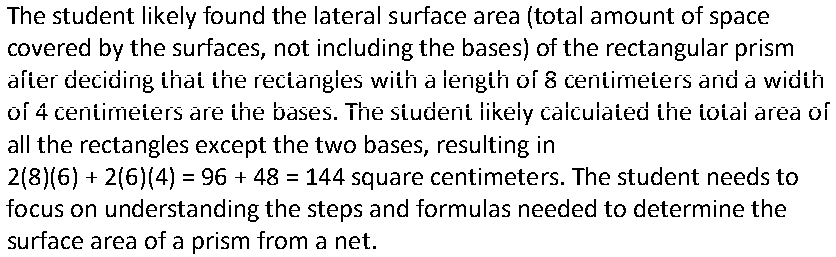 The student likely found the lateral surface area (total amount of space
covered by the surfaces, not including the bases) of the rectangular prism
after deciding that the rectangles with a length of 8 centimeters and a width
of 4 centimeters are the bases. The student likely calculated the total area of
all the rectangles except the two bases, resulting in
2(8)(6) + 2(6)(4) = 96 + 48 = 144 square centimeters. The student needs to
focus on understanding the steps and formulas needed to determine the
surface area of a prism from a net.